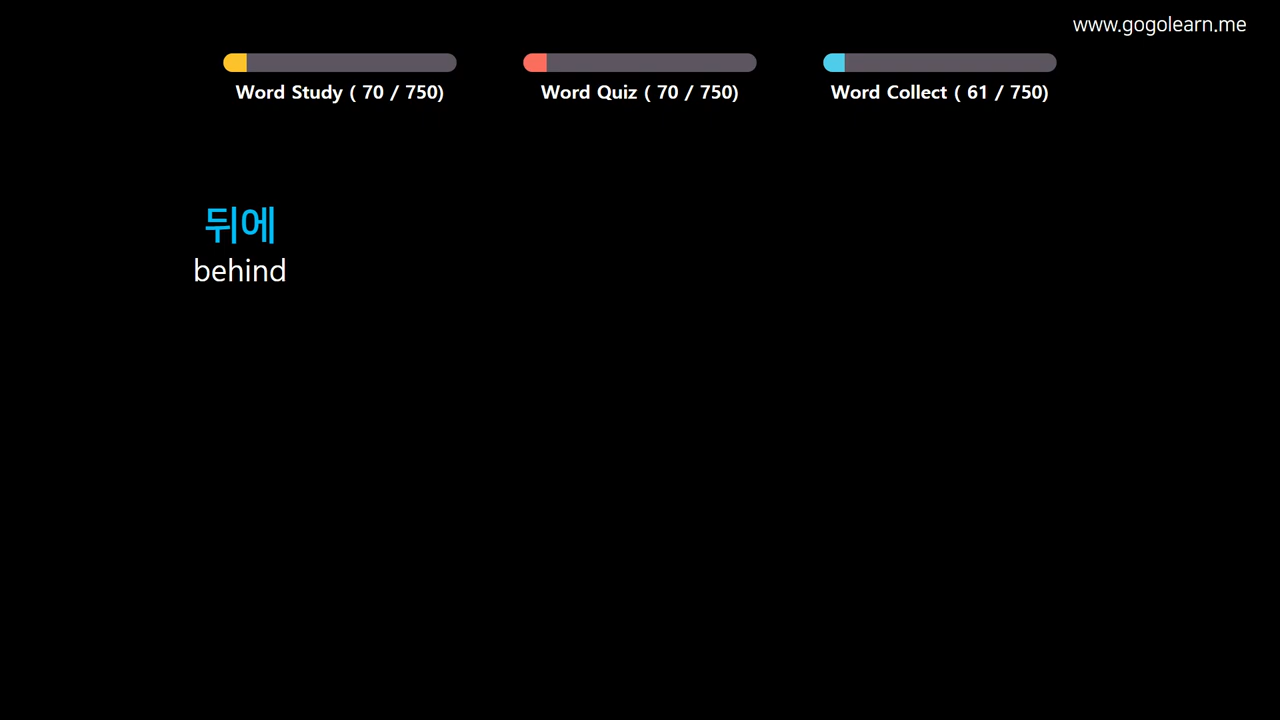 www.gogolearn.me
Word Study ( 70 / 750)
Word Quiz ( 70 / 750)
Word Collect ( 61 / 750)
뒤에
behind